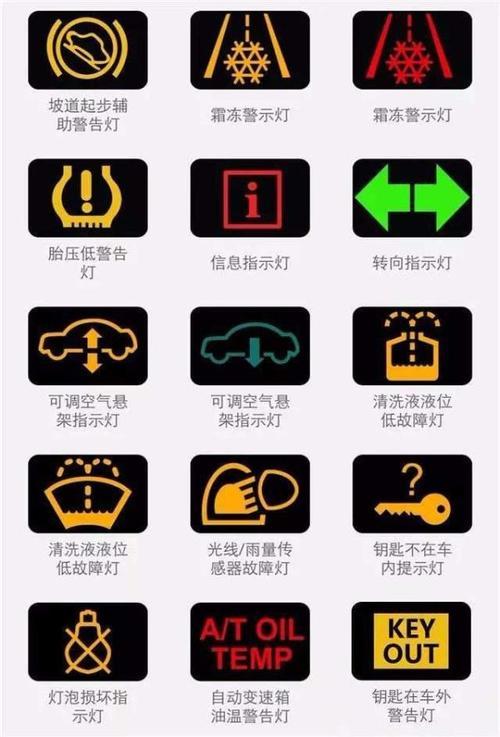 坡道起步辅
助警告灯
霜冻警示灯
霜冻警示灯
胎压低警告
灯
信息指示灯
转向指示灯
可调空气悬
架指示灯
可调空气悬
架指示灯
清洗液液位
低故障灯
清洗液液位
低故障灯
光线/雨量传
感器故障灯
?
钥匙不在车
内提示灯
灯泡损坏指
示灯
A/T OIL
TEMP
自动变速箱
油温警告灯
KEY
OUT
钥匙在车外
警告灯